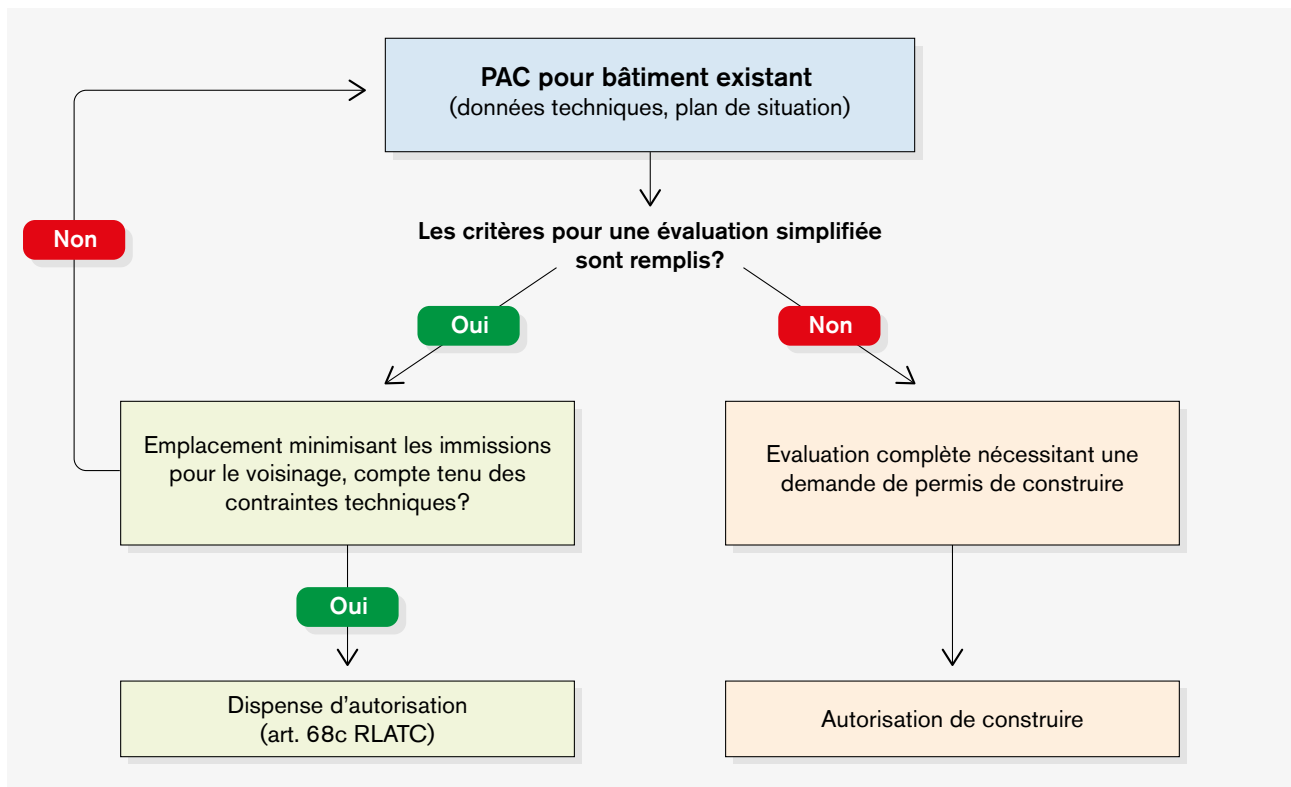 PAC pour bâtiment existant
(données techniques, plan de situation)
Non
Les critères pour une évaluation simplifiée
sont remplis?
Oui
Non
Emplacement minimisant les immissions
pour le voisinage, compte tenu des
contraintes techniques?
Evaluation complète nécessitant une
demande de permis de construire
Oui
Dispense d'autorisation
(art. 68c RLATC)
Autorisation de construire